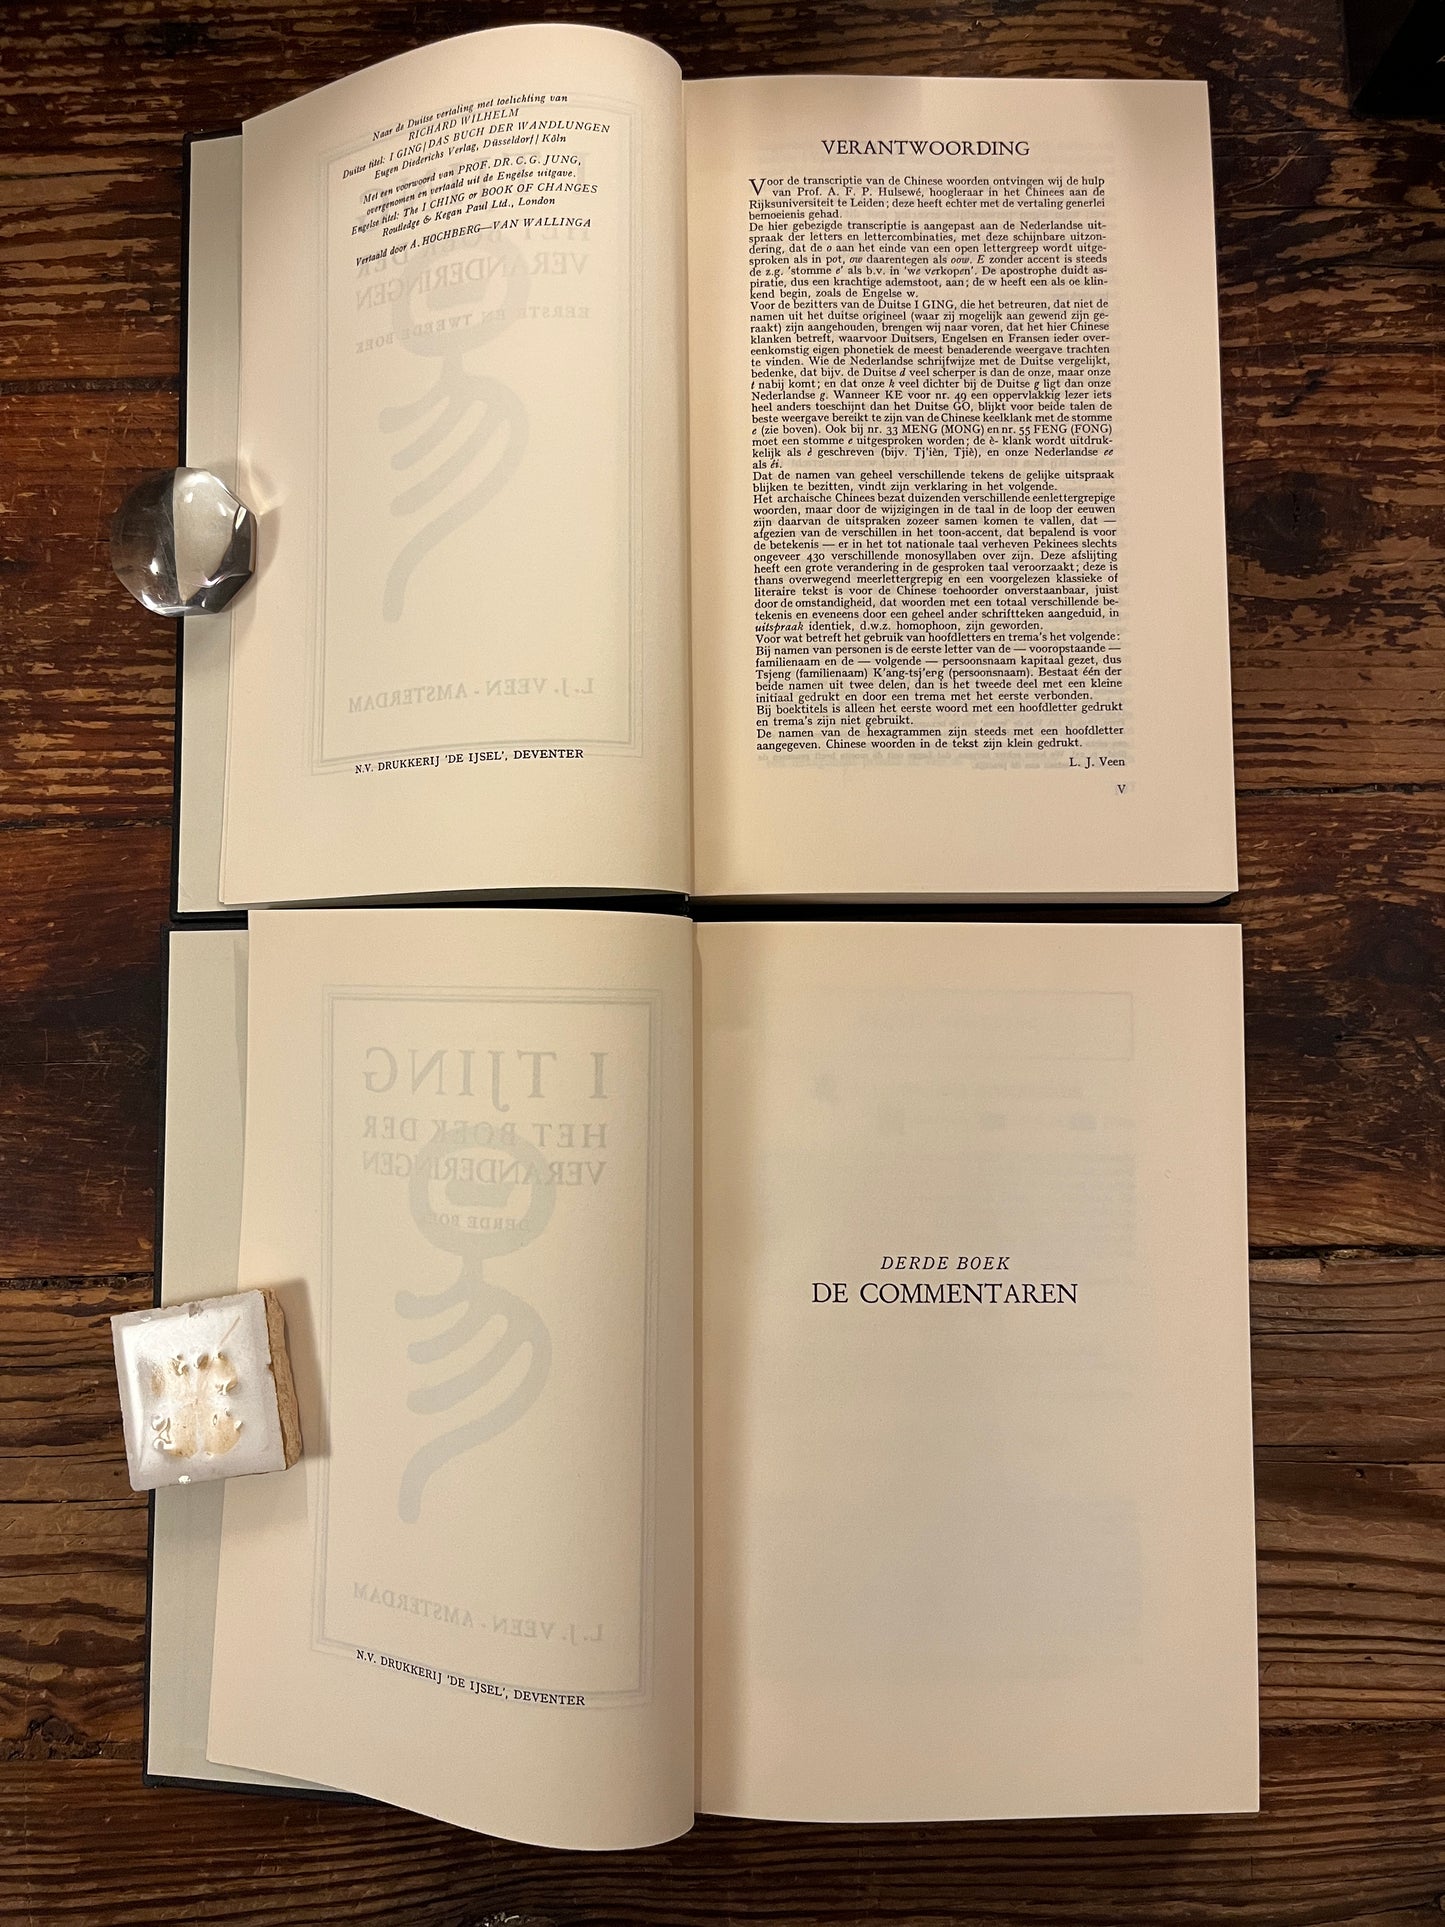 Naar de Duitse vertaling met toelichting van
RICHARD WILHELM
Duitse titel: I GING/DAS BUCH DER WANDLUNGEN
Eugen Diederichs Verlag, Düsseldorf/Köln
Met een voorwoord van PROF. DR. C. G. JUNG,
overgenomen en vertaald uit de Engelse uitgave.
Engelse titel: The I CHING or BOOK OF CHANGES
Routledge & Kegan Paul Ltd., London
Vertaald door A. HOCHBERG—VAN WALLINGA
HET BOEK DER
VERANDERINGEN
EERSTE EN TWEEDE BOEK
L. J. VEEN - AMSTERDAM
N.V. DRUKKERIJ 'DE IJSEL', DEVENTER
VERANTWOORDING
Voor de transcriptie van de Chinese woorden ontvingen wij de hulp
van Prof. A. F. P. Hulsewé, hoogleraar in het Chinees aan de
Rijksuniversiteit te Leiden; deze heeft echter met de vertaling generlei
bemoeienis gehad.
De hier gebezigde transcriptie is aangepast aan de Nederlandse uit-
spraak der letters en lettercombinaties, met deze schijnbare uitzon-
dering, dat de o aan het einde van een open lettergreep wordt uitge-
sproken als in pot, ow daarentegen als oow. E zonder accent is steeds
de z.g. 'stomme e' als b.v. in 'we verkopen'. De apostrophe duidt as-
piratie, dus een krachtige ademstoot, aan; de w heeft een als oe klin-
kend begin, zoals de Engelse w.
Voor de bezitters van de Duitse I GING, die het betreuren, dat niet de
namen uit het duitse origineel (waar zij mogelijk aan gewend zijn ge-
raakt) zijn aangehouden, brengen wij naar voren, dat het hier Chinese
klanken betreft, waarvoor Duitsers, Engelsen en Fransen ieder over-
eenkomstig eigen phonetiek de meest benaderende weergave trachten
te vinden. Wie de Nederlandse schrijfwijze met de Duitse vergelijkt,
bedenke, dat bijv. de Duitse d veel scherper is dan de onze, maar onze
t nabij komt; en dat onze k veel dichter bij de Duitse g ligt dan onze
Nederlandse g. Wanneer KE voor nr. 49 een oppervlakkig lezer iets
heel anders toeschijnt dan het Duitse GO, blijkt voor beide talen de
beste weergave bereikt te zijn van de Chinese keelklank met de stomme
e (zie boven). Ook bij nr. 33 MENG (MONG) en nr. 55 FENG (FONG)
moet een stomme e uitgesproken worden; de è- klank wordt uitdruk-
kelijk als è geschreven (bijv. Tj'ièn, Tjiè), en onze Nederlandse ee
als éi.
Dat de namen van geheel verschillende tekens de gelijke uitspraak
blijken te bezitten, vindt zijn verklaring in het volgende.
Het archaische Chinees bezat duizenden verschillende eenlettergrepige
woorden, maar door de wijzigingen in de taal in de loop der eeuwen
zijn daarvan de uitspraken zozeer samen komen te vallen, dat —
afgezien van de verschillen in het toon-accent, dat bepalend is voor
de betekenis — er in het tot nationale taal verheven Pekinees slechts
ongeveer 430 verschillende monosyllaben over zijn. Deze afslijting
heeft een grote verandering in de gesproken taal veroorzaakt; deze is
thans overwegend meerlettergrepig en een voorgelezen klassieke of
literaire tekst is voor de Chinese toehoorder onverstaanbaar, juist
door de omstandigheid, dat woorden met een totaal verschillende be-
tekenis en eveneens door een geheel ander schriftteken aangeduid, in
uitspraak identiek, d.w.z. homophoon, zijn geworden.
Voor wat betreft het gebruik van hoofdletters en trema's het volgende:
Bij namen van personen is de eerste letter van de — vooropstaande —
familienaam en de — volgende — persoonsnaam kapitaal gezet, dus
Tsjeng (familienaam) K'ang-tsj'erg (persoonsnaam). Bestaat één der
beide namen uit twee delen, dan is het tweede deel met een kleine
initiaal gedrukt en door een trema met het eerste verbonden.
Bij boektitels is alleen het eerste woord met een hoofdletter gedrukt
en trema's zijn niet gebruikt.
De namen van de hexagrammen zijn steeds met een hoofdletter
aangegeven. Chinese woorden in de tekst zijn klein gedrukt.
L. J. Veen
V
I TJING
HET BOEK DER
VERANDERINGEN
DERDE BOEK
L. J. VEEN - AMSTERDAM
N.V. DRUKKERIJ 'DE IJSEL', DEVENTER
DERDE BOEK
DE COMMENTAREN